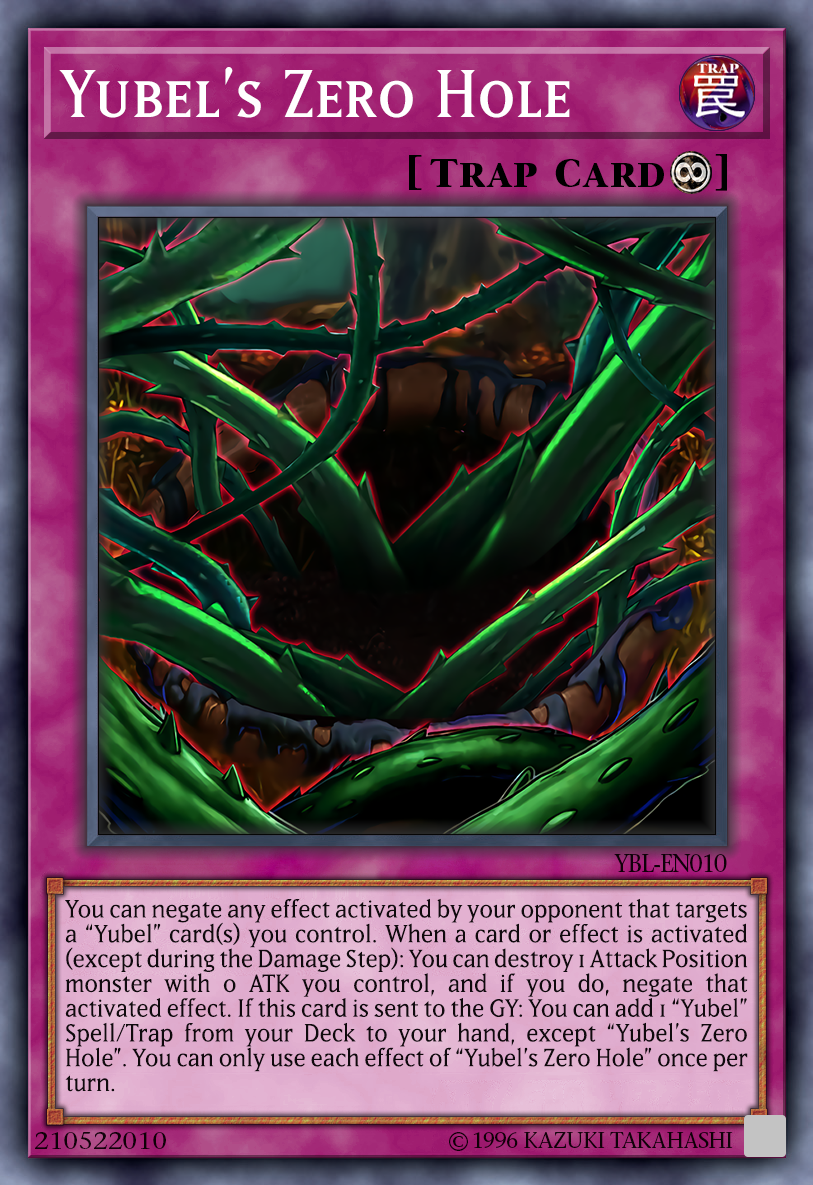 Yubel's Zero Hole
TRAP
罠
[Trap Card]
YBL-EN010
You can negate any effect activated by your opponent that targets
a “Yubel” card(s) you control. When a card or effect is activated
(except during the Damage Step): You can destroy 1 Attack Position
monster with 0 ATK you control, and if you do, negate that
activated effect. If this card is sent to the GY: You can add 1 “Yubel”
Spell/Trap from your Deck to your hand, except “Yubel’s Zero
Hole”. You can only use each effect of “Yubel’s Zero Hole” once per
turn.
210522010
© 1996 KAZUKI TAKAHASHI